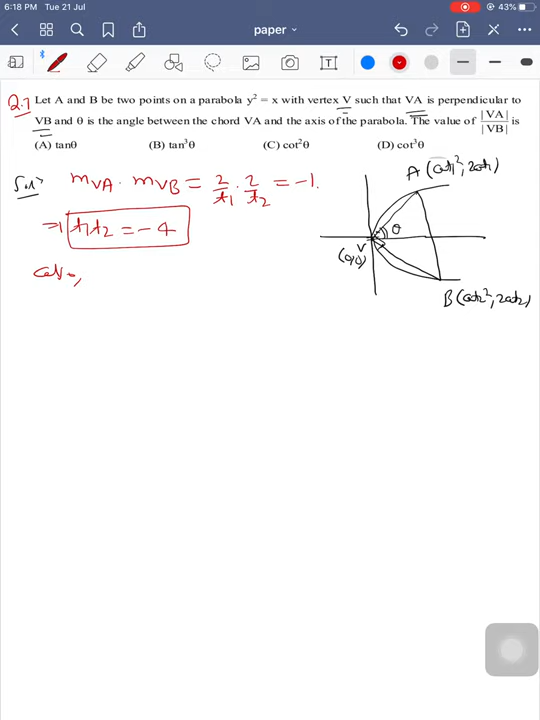 6:18 PM Tue 21 Jul
43%
paper
Q.7 Let A and B be two points on a parabola y² = x with vertex V such that VA is perpendicular to
VB and θ is the angle between the chord VA and the axis of the parabola. The value of |VA| / |VB| is
(A) tanθ (B) tan³θ (C) cot²θ (D) cot³θ
Solⁿ
m_VA · m_VB = 2/t₁ · 2/t₂ = -1.
⇒ t₁t₂ = -4
also,
A (at₁², 2at₁)
θ
V
(0,0)
B (at₂², 2at₂)